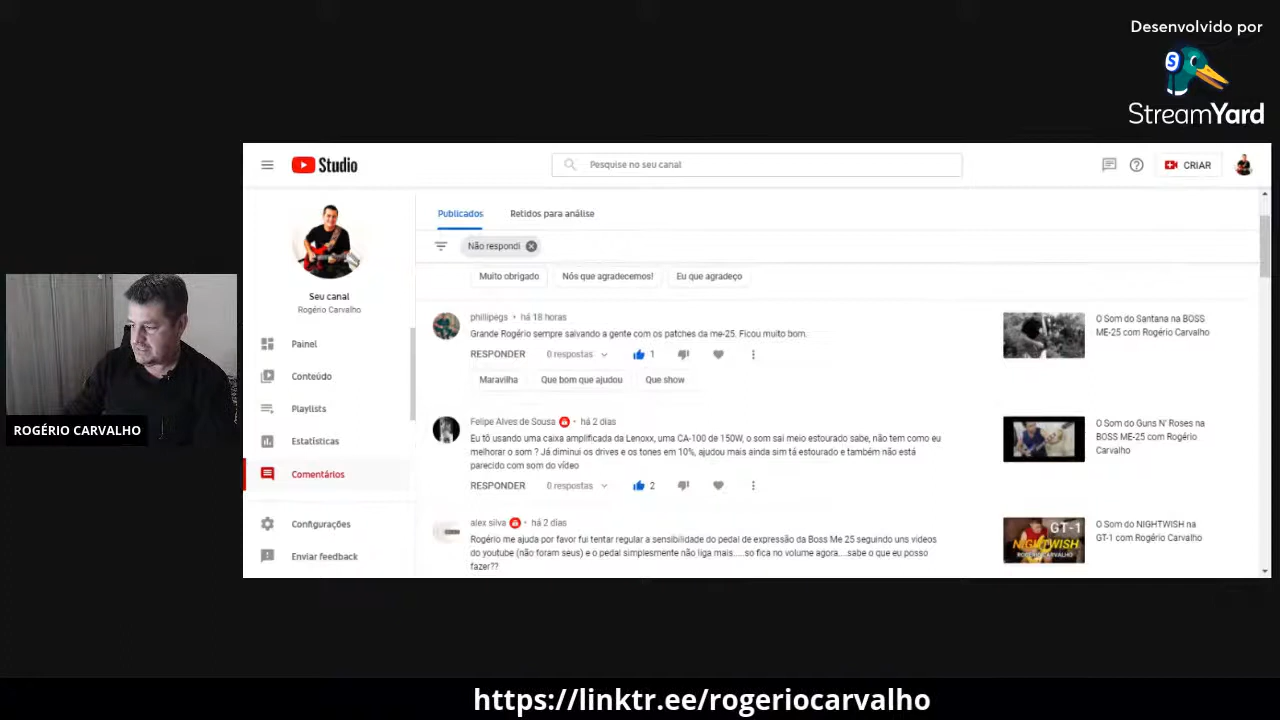 Desenvolvido por
StreamYard
Studio
Pesquise no seu canal
CRIAR
Seu canal
Rogério Carvalho
Painel
Conteúdo
Playlists
Estatísticas
Comentários
Configurações
Enviar feedback
Publicados
Retidos para análise
Não respondi
Muito obrigado
Nós que agradecemos!
Eu que agradeço
phillipegs • há 18 horas
Grande Rogério sempre salvando a gente com os patches da me-25. Ficou muito bom.
RESPONDER 0 respostas 1
Maravilha
Que bom que ajudou
Que show
O Som do Santana na BOSS
ME-25 com Rogério Carvalho
Felipe Alves de Sousa • há 2 dias
Eu tô usando uma caixa amplificada da Lenoxx, uma CA-100 de 150W, o som sai meio estourado sabe, não tem como eu
melhorar o som ? Já diminui os drives e os tones em 10%, ajudou mais ainda sim tá estourado e também não está
parecido com som do vídeo
RESPONDER 0 respostas 2
O Som do Guns N' Roses na
BOSS ME-25 com Rogério
Carvalho
alex silva • há 2 dias
Rogério me ajuda por favor fui tentar regular a sensibilidade do pedal de expressão da Boss Me 25 seguindo uns videos
do youtube (não foram seus) e o pedal simplesmente não liga mais.....so fica no volume agora....sabe o que eu posso
fazer??
GT-1
NIGHTWISH
ROGÉRIO CARVALHO
O Som do NIGHTWISH na
GT-1 com Rogério Carvalho
ROGÉRIO CARVALHO
https://linktr.ee/rogeriocarvalho